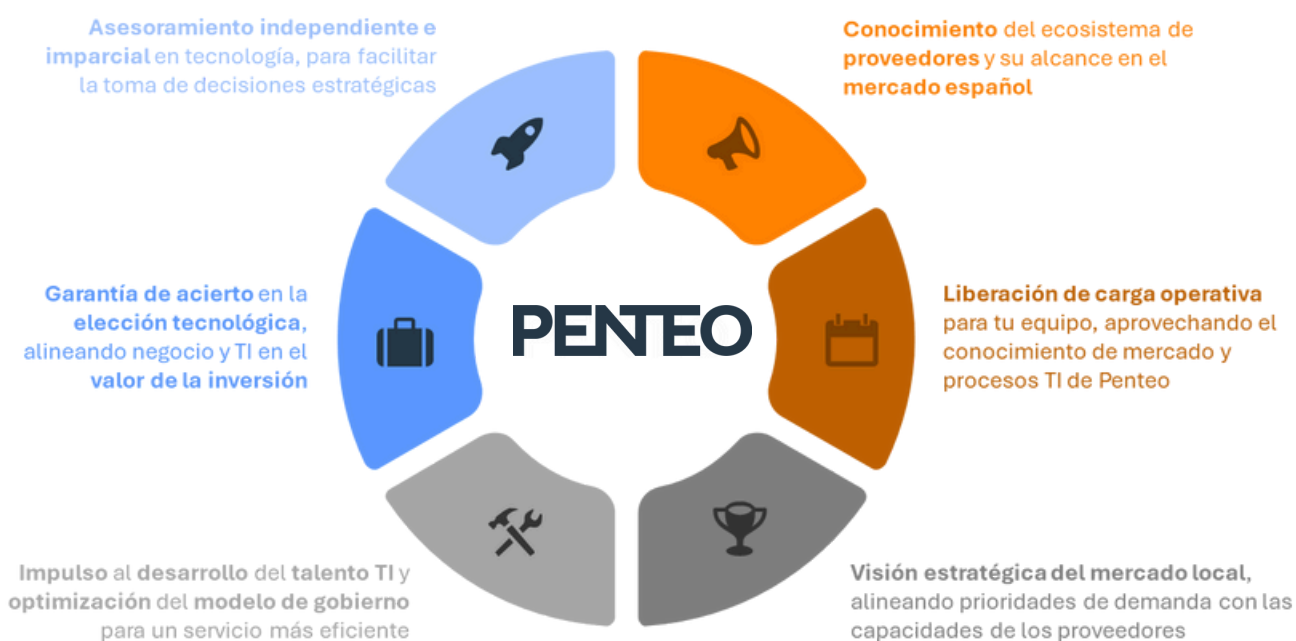 Asesoramiento independiente e
imparcial en tecnología, para facilitar
la toma de decisiones estratégicas
Conocimiento del ecosistema de
proveedores y su alcance en el
mercado español
Garantía de acierto en la
elección tecnológica,
alineando negocio y TI en el
valor de la inversión
PENTEO
Liberación de carga operativa
para tu equipo, aprovechando el
conocimiento de mercado y
procesos TI de Penteo
Impulso al desarrollo del talento TI y
optimización del modelo de gobierno
para un servicio más eficiente
Visión estratégica del mercado local,
alineando prioridades de demanda con las
capacidades de los proveedores